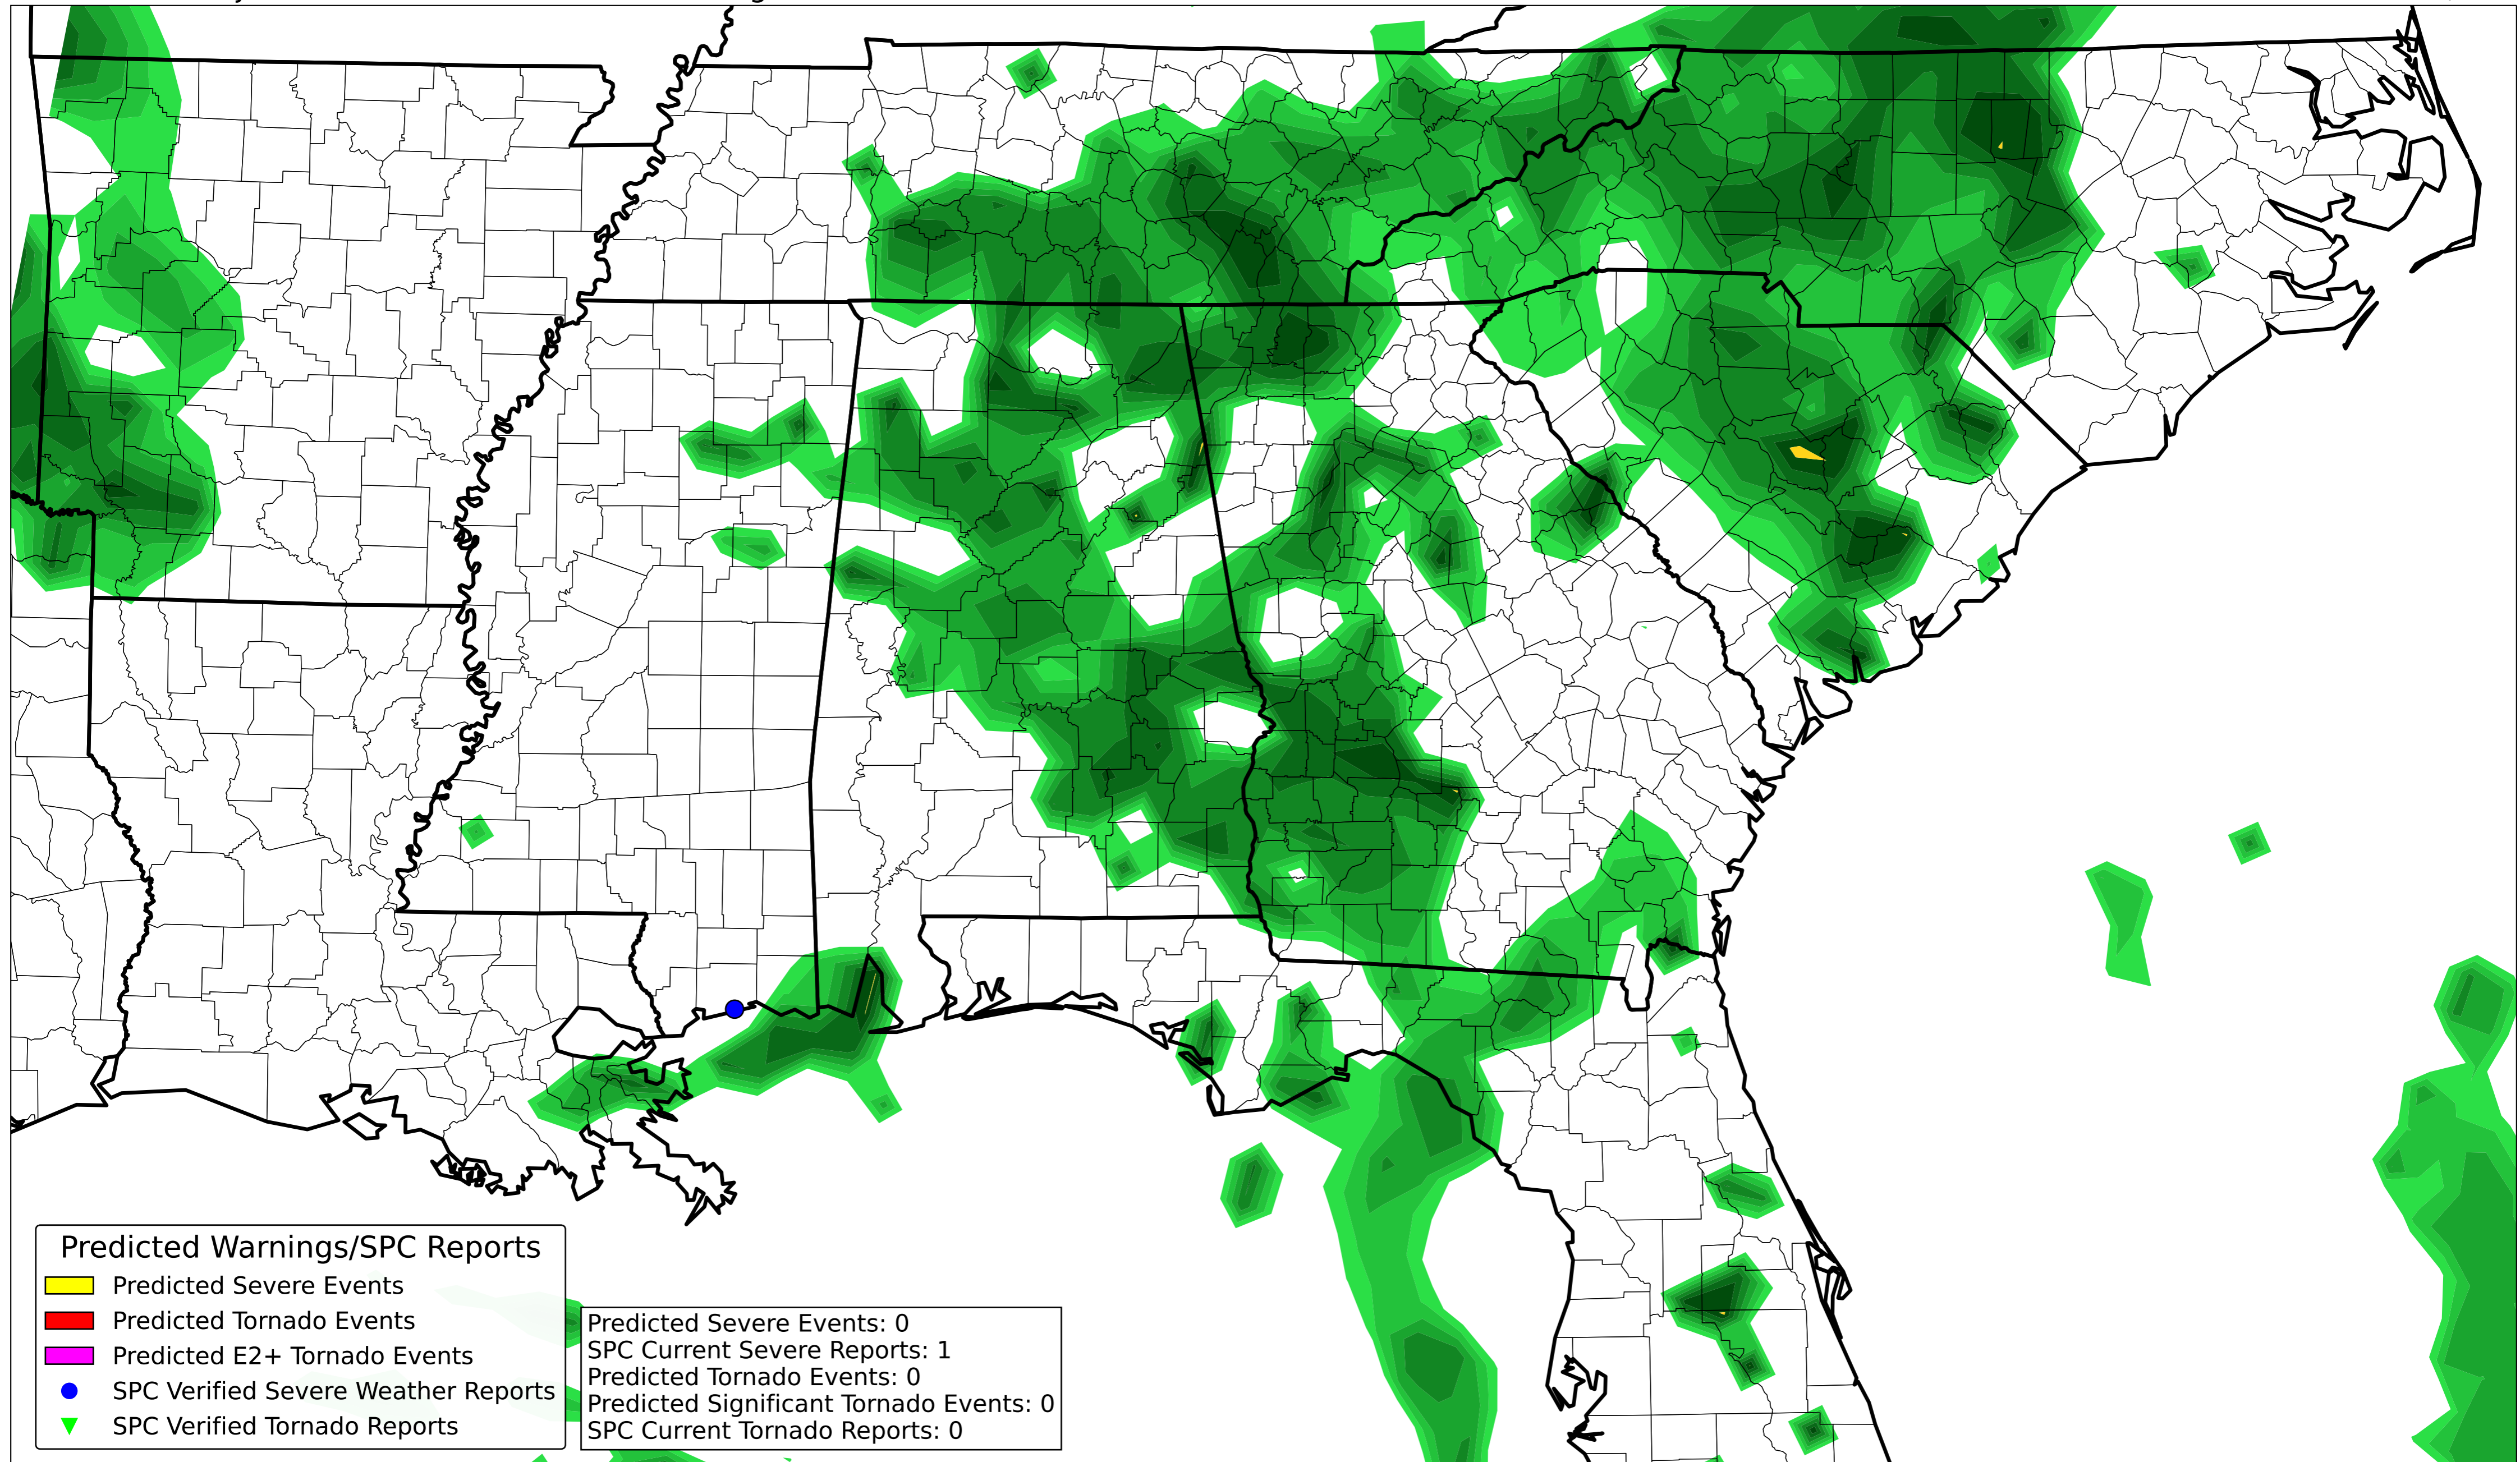 Predicted Warnings/SPC Reports
Predicted Severe Events
Predicted Tornado Events
Predicted E2+ Tornado Events
SPC Verified Severe Weather Reports
SPC Verified Tornado Reports
Predicted Severe Events: 0
SPC Current Severe Reports: 1
Predicted Tornado Events: 0
Predicted Significant Tornado Events: 0
SPC Current Tornado Reports: 0